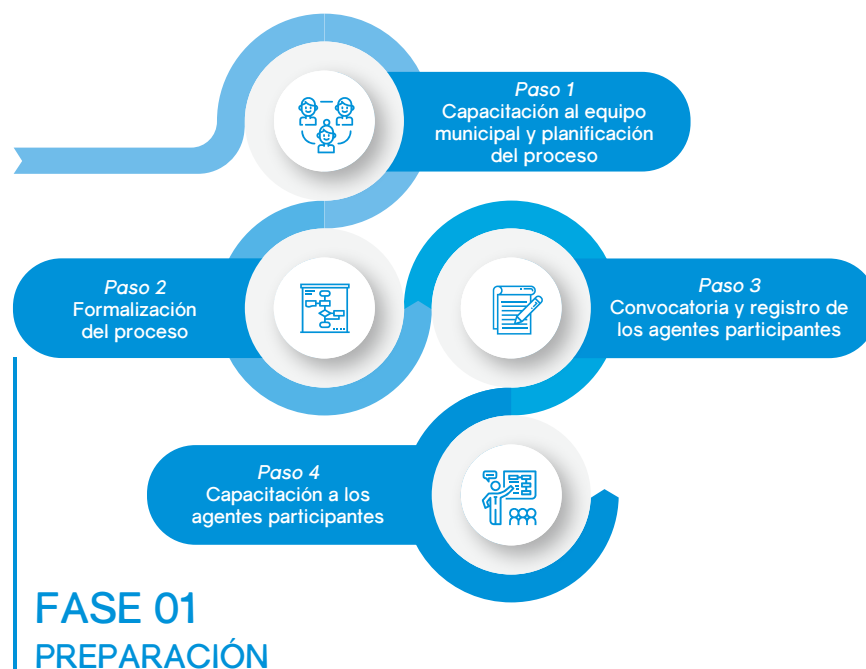 Paso 1
Capacitación al equipo
municipal y planificación
del proceso
Paso 2
Formalización
del proceso
Paso 3
Convocatoria y registro de
los agentes participantes
Paso 4
Capacitación a los
agentes participantes
FASE 01
PREPARACIÓN